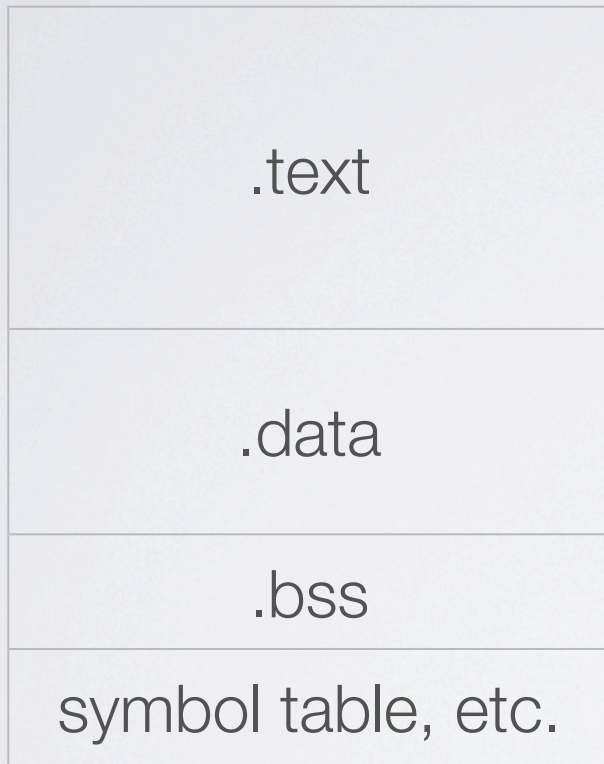 .text
.data
.bss
symbol table, etc.